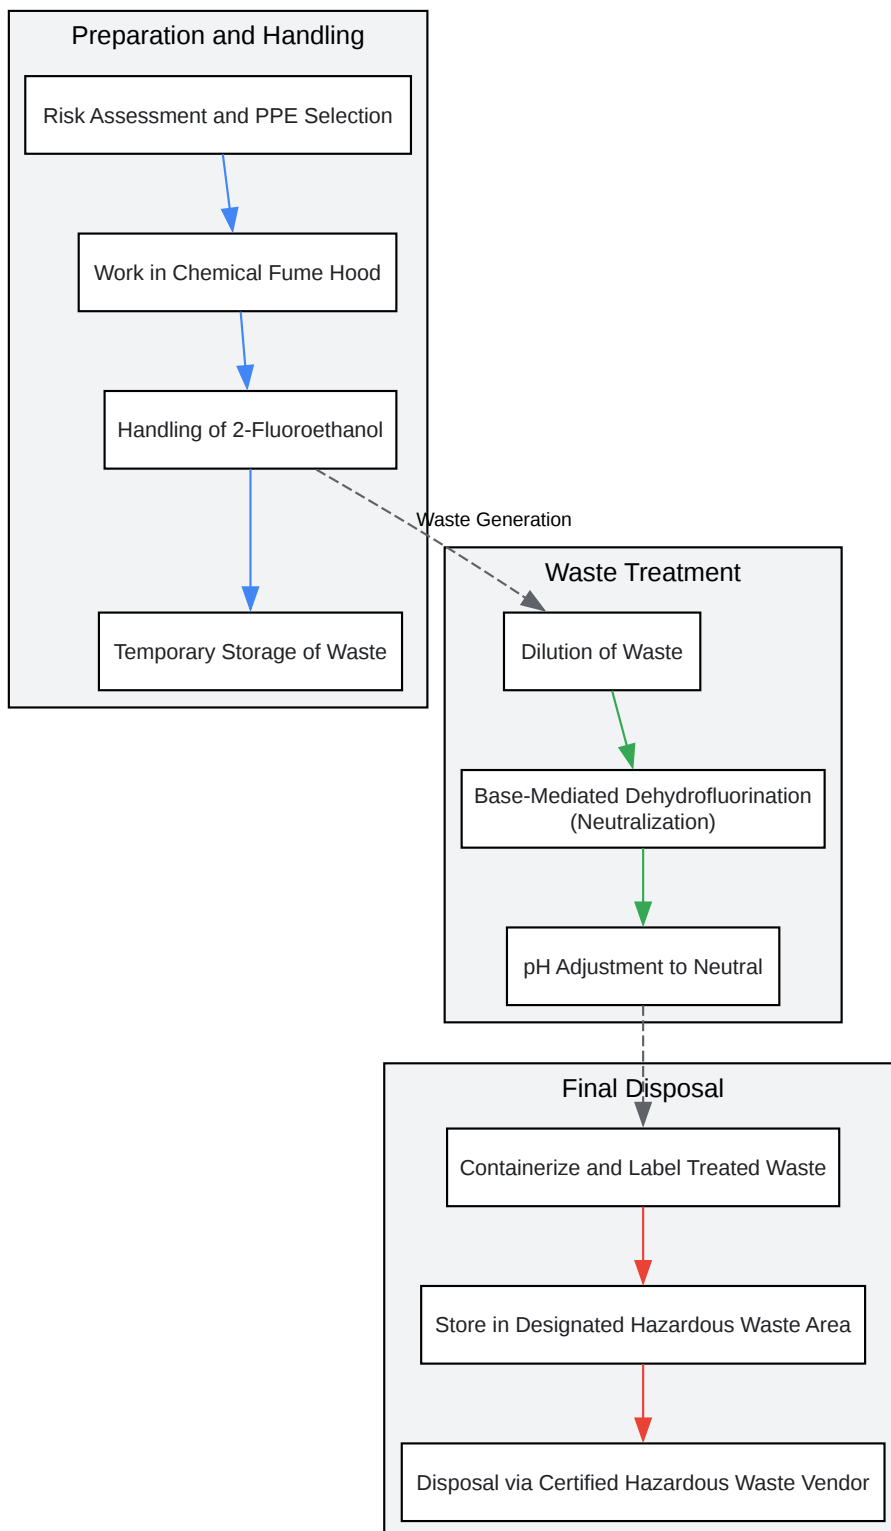 Preparation and Handling
Risk Assessment and PPE Selection
Work in Chemical Fume Hood
Handling of 2-Fluoroethanol
Waste Generation
Temporary Storage of Waste
Waste Treatment
Dilution of Waste
Base-Mediated Dehydrofluorination
(Neutralization)
pH Adjustment to Neutral
Final Disposal
Containerize and Label Treated Waste
Store in Designated Hazardous Waste Area
Disposal via Certified Hazardous Waste Vendor